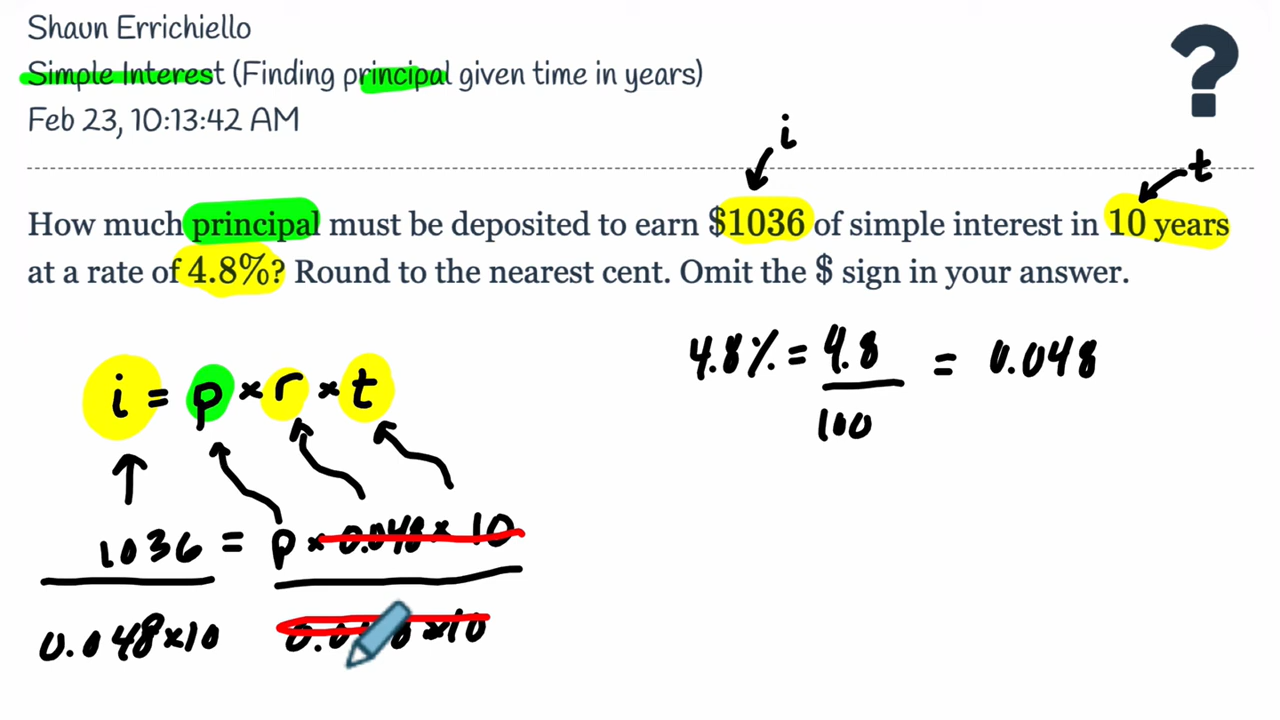 Shaun Errichiello
Simple Interest (Finding principal given time in years)
Feb 23, 10:13:42 AM
?
i
t
How much principal must be deposited to earn $1036 of simple interest in 10 years
at a rate of 4.8%? Round to the nearest cent. Omit the $ sign in your answer.
4.8% = 4.8 = 0.048
100
i = p × r × t
1036 = p × 0.048 × 10
0.048×10 0.048×10